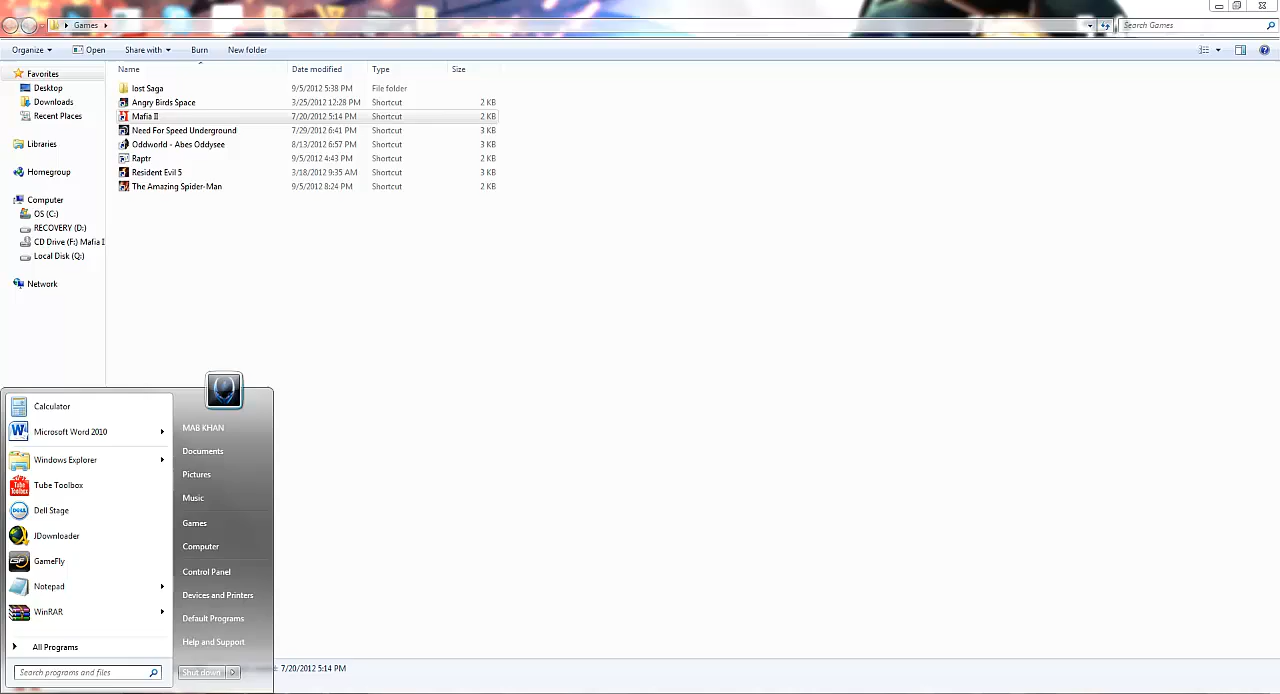 Games
Search Games
Organize Open Share with Burn New folder
Name Date modified Type Size
Favorites
Desktop
Downloads
Recent Places
Libraries
Homegroup
Computer
OS (C:)
RECOVERY (D:)
CD Drive (F:) Mafia I
Local Disk (Q:)
Network
lost Saga 9/5/2012 5:38 PM File folder
Angry Birds Space 3/25/2012 12:28 PM Shortcut 2 KB
Mafia II 7/20/2012 5:14 PM Shortcut 2 KB
Need For Speed Underground 7/29/2012 6:41 PM Shortcut 3 KB
Oddworld - Abes Oddysee 8/13/2012 6:57 PM Shortcut 3 KB
Raptr 9/5/2012 4:43 PM Shortcut 2 KB
Resident Evil 5 3/18/2012 9:35 AM Shortcut 3 KB
The Amazing Spider-Man 9/5/2012 8:24 PM Shortcut 2 KB
Calculator
Microsoft Word 2010
Windows Explorer
Tube Toolbox
Dell Stage
JDownloader
GameFly
Notepad
WinRAR
All Programs
Search programs and files
MAB KHAN
Documents
Pictures
Music
Games
Computer
Control Panel
Devices and Printers
Default Programs
Help and Support
Shut down
7/20/2012 5:14 PM